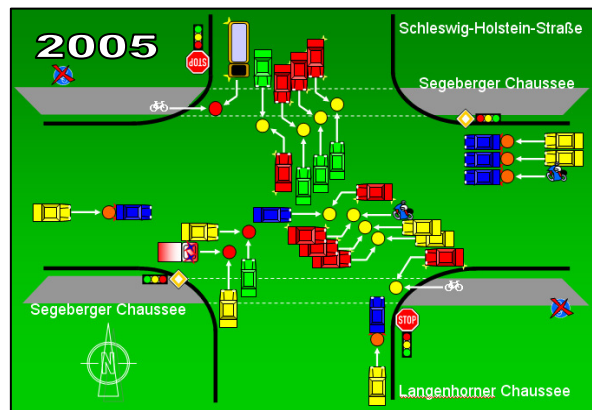 2005
Schleswig-Holstein-Straße
STOP
Segeberger Chaussee
Segeberger Chaussee
STOP
N
Langenhorner Chaussee